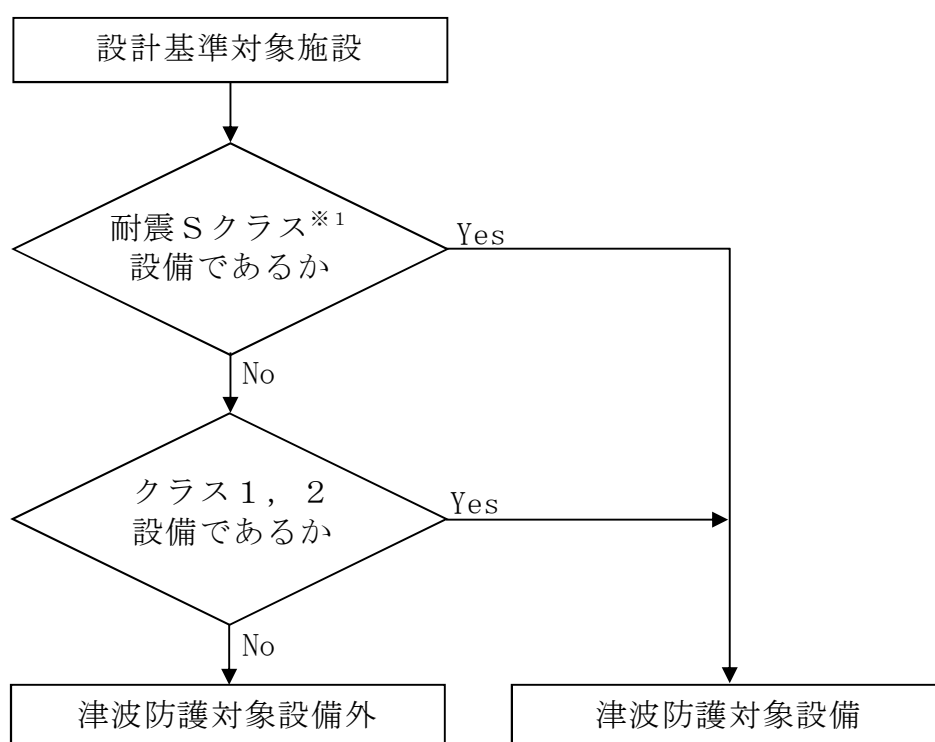 設計基準対象施設
耐震Sクラス※1
設備であるか
Yes
No
クラス1,2
設備であるか
Yes
No
津波防護対象設備外
津波防護対象設備